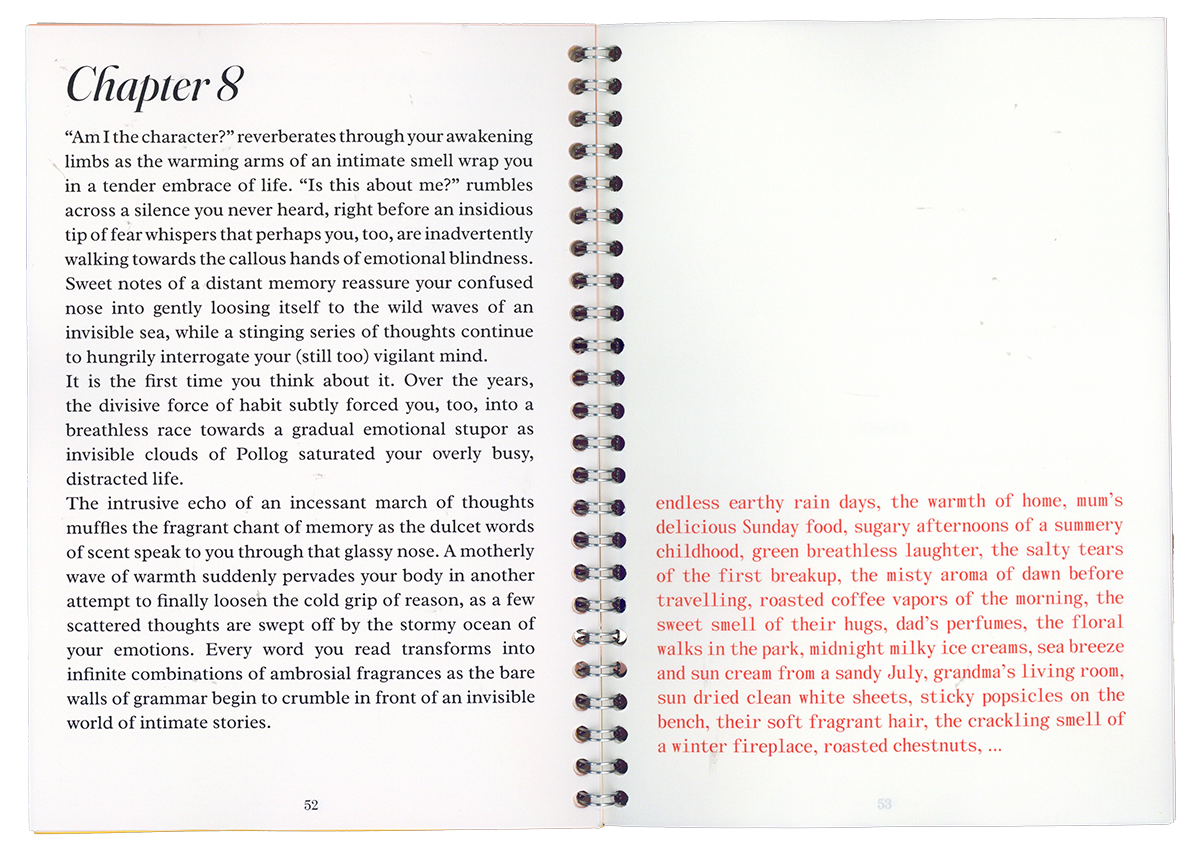 Chapter 8
“Am I the character?” reverberates through your awakening
limbs as the warming arms of an intimate smell wrap you
in a tender embrace of life. “Is this about me?” rumbles
across a silence you never heard, right before an insidious
tip of fear whispers that perhaps you, too, are inadvertently
walking towards the callous hands of emotional blindness.
Sweet notes of a distant memory reassure your confused
nose into gently loosing itself to the wild waves of an
invisible sea, while a stinging series of thoughts continue
to hungrily interrogate your (still too) vigilant mind.
It is the first time you think about it. Over the years,
the divisive force of habit subtly forced you, too, into a
breathless race towards a gradual emotional stupor as
invisible clouds of Pollog saturated your overly busy,
distracted life.
The intrusive echo of an incessant march of thoughts
muffles the fragrant chant of memory as the dulcet words
of scent speak to you through that glassy nose. A motherly
wave of warmth suddenly pervades your body in another
attempt to finally loosen the cold grip of reason, as a few
scattered thoughts are swept off by the stormy ocean of
your emotions. Every word you read transforms into
infinite combinations of ambrosial fragrances as the bare
walls of grammar begin to crumble in front of an invisible
world of intimate stories.
52
endless earthy rain days, the warmth of home, mum’s
delicious Sunday food, sugary afternoons of a summery
childhood, green breathless laughter, the salty tears
of the first breakup, the misty aroma of dawn before
travelling, roasted coffee vapors of the morning, the
sweet smell of their hugs, dad’s perfumes, the floral
walks in the park, midnight milky ice creams, sea breeze
and sun cream from a sandy July, grandma’s living room,
sun dried clean white sheets, sticky popsicles on the
bench, their soft fragrant hair, the crackling smell of
a winter fireplace, roasted chestnuts, ...
53